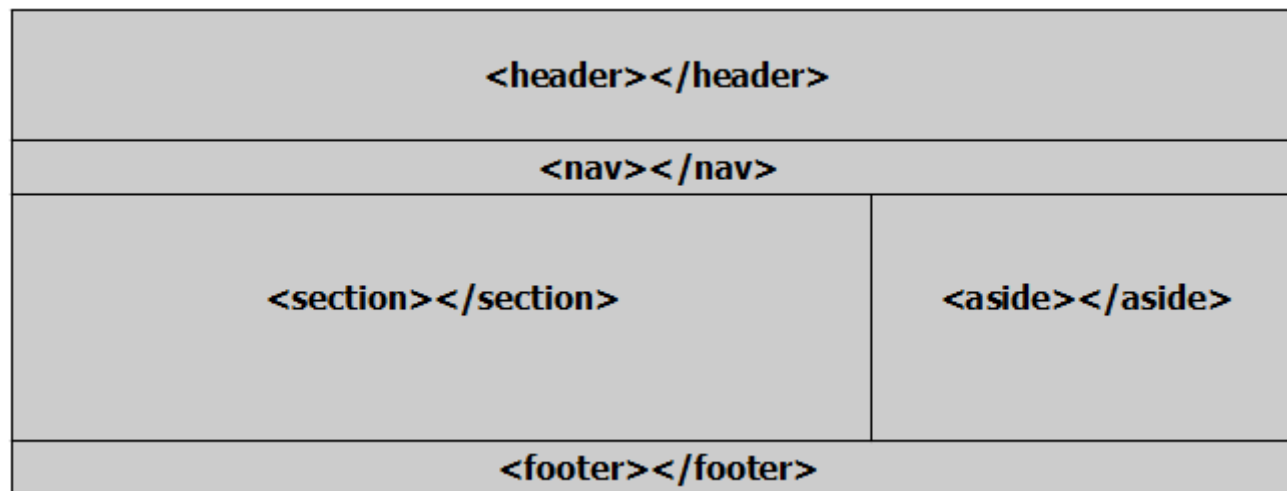 <header></header>
<nav></nav>
<section></section>
<aside></aside>
<footer></footer>